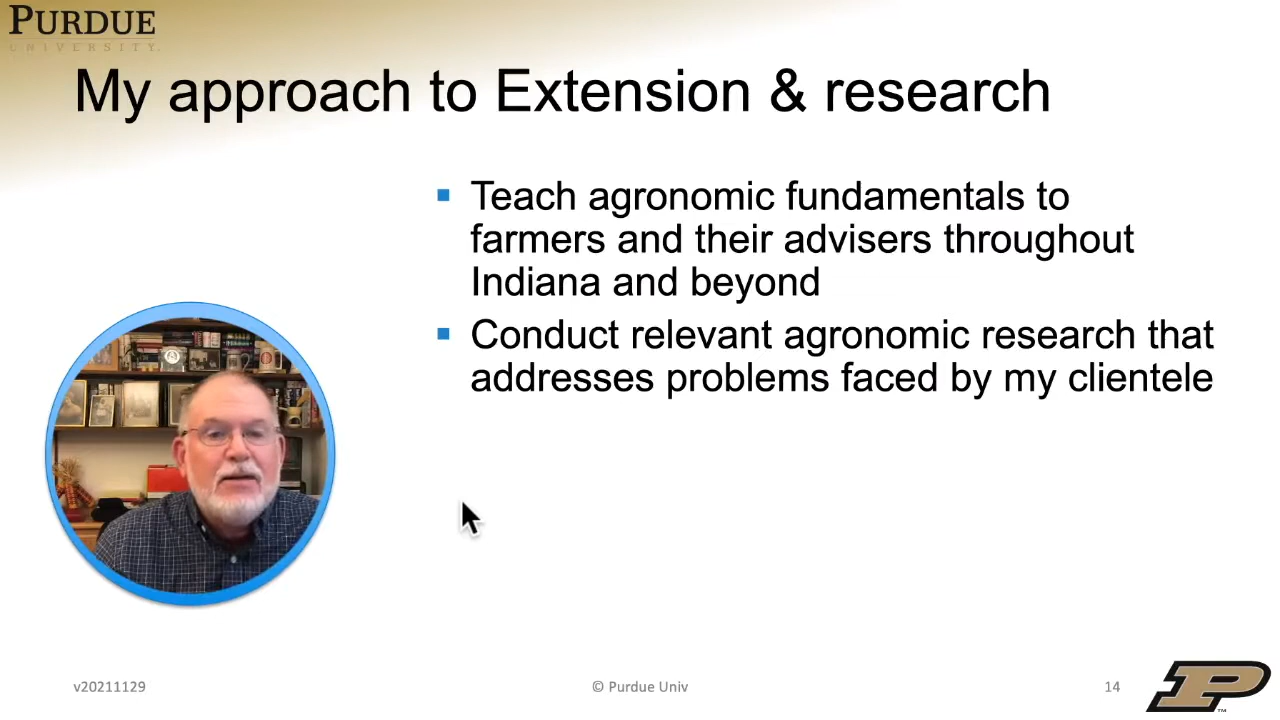 PURDUE
UNIVERSITY.
My approach to Extension & research
▪ Teach agronomic fundamentals to
farmers and their advisers throughout
Indiana and beyond
▪ Conduct relevant agronomic research that
addresses problems faced by my clientele
v20211129
© Purdue Univ
14
P
TM